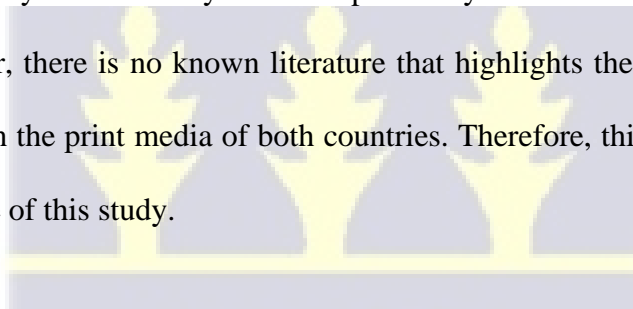 , there is no known literature that highlights the
the print media of both countries. Therefore, thi
of this study.